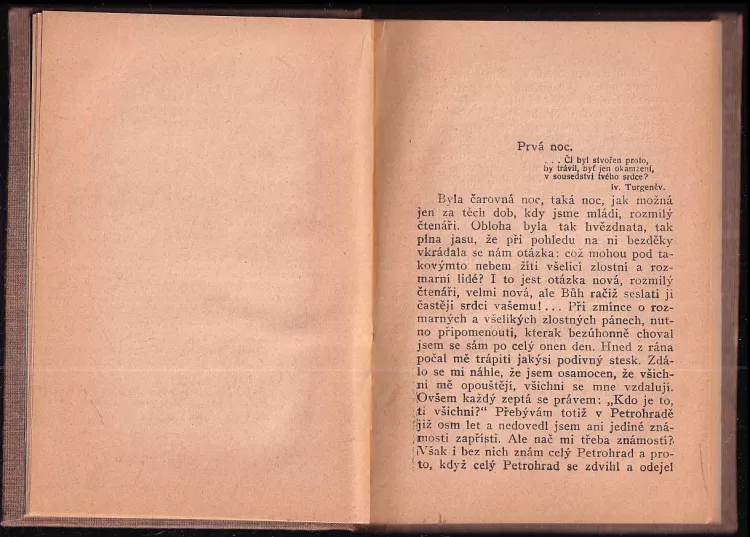 Prvá noc.
. . . Či byl stvořen proto,
by trávil, byť jen okamžení,
v sousedství tvého srdce?
Iv. Turgeněv.
Byla čarovná noc, taká noc, jak možná
jen za těch dob, kdy jsme mládi, rozmilý
čtenáři. Obloha byla tak hvězdnata, tak
plna jasu, že při pohledu na ni bezděky
vkrádala se nám otázka: což mohou pod ta-
kovýmto nebem žíti všelicí zlostní a roz-
marní lidé? I to jest otázka nová, rozmilý
čtenáři, velmi nová, ale Bůh račiž seslati ji
častěji srdci vašemu!... Při zmínce o roz-
marných a všelikých zlostných pánech, nut-
no připomenouti, kterak bezúhonně choval
jsem se sám po celý onen den. Hned z rána
počal mě trápiti jakýsi podivný stesk. Zdá-
lo se mi náhle, že jsem osamocen, že všich-
ni mě opouštějí, všichni se mne vzdalují.
Ovšem každý zeptá se právem: „Kdo je to,
ti všichni?“ Přebývám totiž v Petrohradě
již osm let a nedovedl jsem ani jediné zná-
mosti zapřísti. Ale nač mi třeba známostí?
Však i bez nich znám celý Petrohrad a pro-
to, když celý Petrohrad se zdvihl a odejel